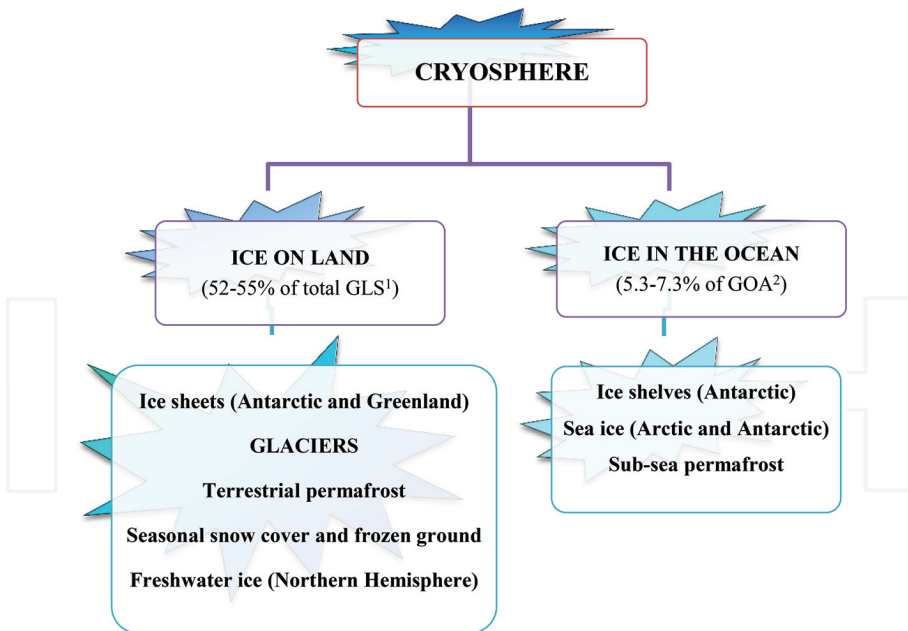 CRYOSPHERE
ICE ON LAND
(52-55% of total GLS¹)
ICE IN THE OCEAN
(5.3-7.3% of GOA²)
Ice sheets (Antarctic and Greenland)
GLACIERS
Terrestrial permafrost
Seasonal snow cover and frozen ground
Freshwater ice (Northern Hemisphere)
Ice shelves (Antarctic)
Sea ice (Arctic and Antarctic)
Sub-sea permafrost